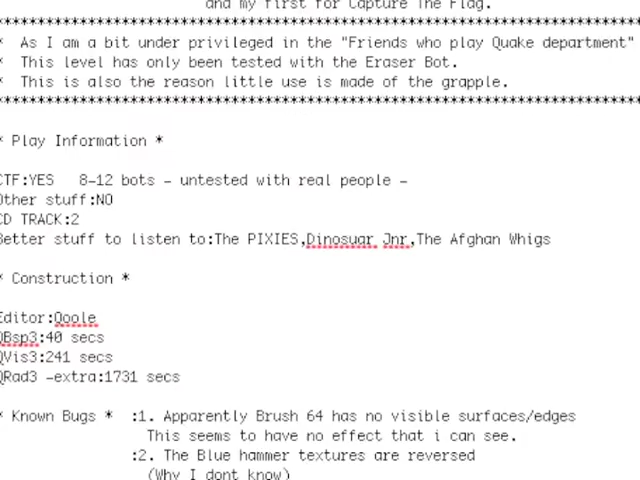 and my first for Capture The Flag.
************************************************************
* As I am a bit under privileged in the "Friends who play Quake department"
* This level has only been tested with the Eraser Bot.
* This is also the reason little use is made of the grapple.
************************************************************
* Play Information *
CTF:YES 8-12 bots - untested with real people -
Other stuff:NO
CD TRACK:2
Better stuff to listen to:The PIXIES,Dinosuar Jnr,The Afghan Whigs
* Construction *
Editor:Qoole
QBsp3:40 secs
QVis3:241 secs
QRad3 -extra:1731 secs
* Known Bugs * :1. Apparently Brush 64 has no visible surfaces/edges
This seems to have no effect that i can see.
:2. The Blue hammer textures are reversed
(Why I dont know)